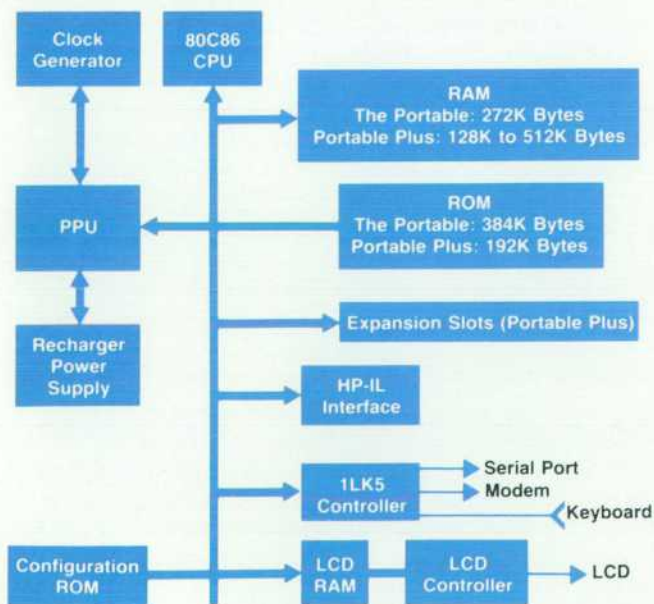 Clock
Generator
80C86
CPU
RAM
The Portable: 272K Bytes
Portable Plus: 128K to 512K Bytes
PPU
ROM
The Portable: 384K Bytes
Portable Plus: 192K Bytes
Recharger
Power
Supply
Expansion Slots (Portable Plus)
HP-IL
Interface
1LK5
Controller
Serial Port
Modem
Keyboard
Configuration
ROM
LCD
RAM
LCD
Controller
LCD